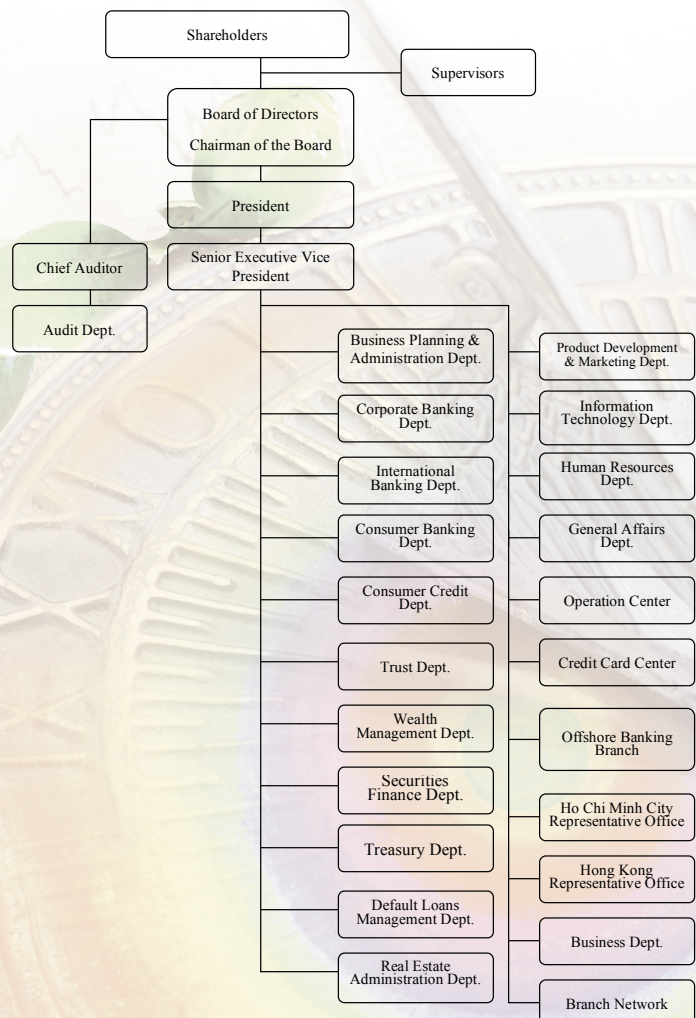 Shareholders
Supervisors
Board of Directors
Chairman of the Board
President
Senior Executive Vice
President
Chief Auditor
Audit Dept.
Business Planning &
Administration Dept.
Corporate Banking
Dept.
International
Banking Dept.
Consumer Banking
Dept.
Consumer Credit
Dept.
Trust Dept.
Wealth
Management Dept.
Securities
Finance Dept.
Treasury Dept.
Default Loans
Management Dept.
Real Estate
Administration Dept.
Product Development
& Marketing Dept.
Information
Technology Dept.
Human Resources
Dept.
General Affairs
Dept.
Operation Center
Credit Card Center
Offshore Banking
Branch
Ho Chi Minh City
Representative Office
Hong Kong
Representative Office
Business Dept.
Branch Network